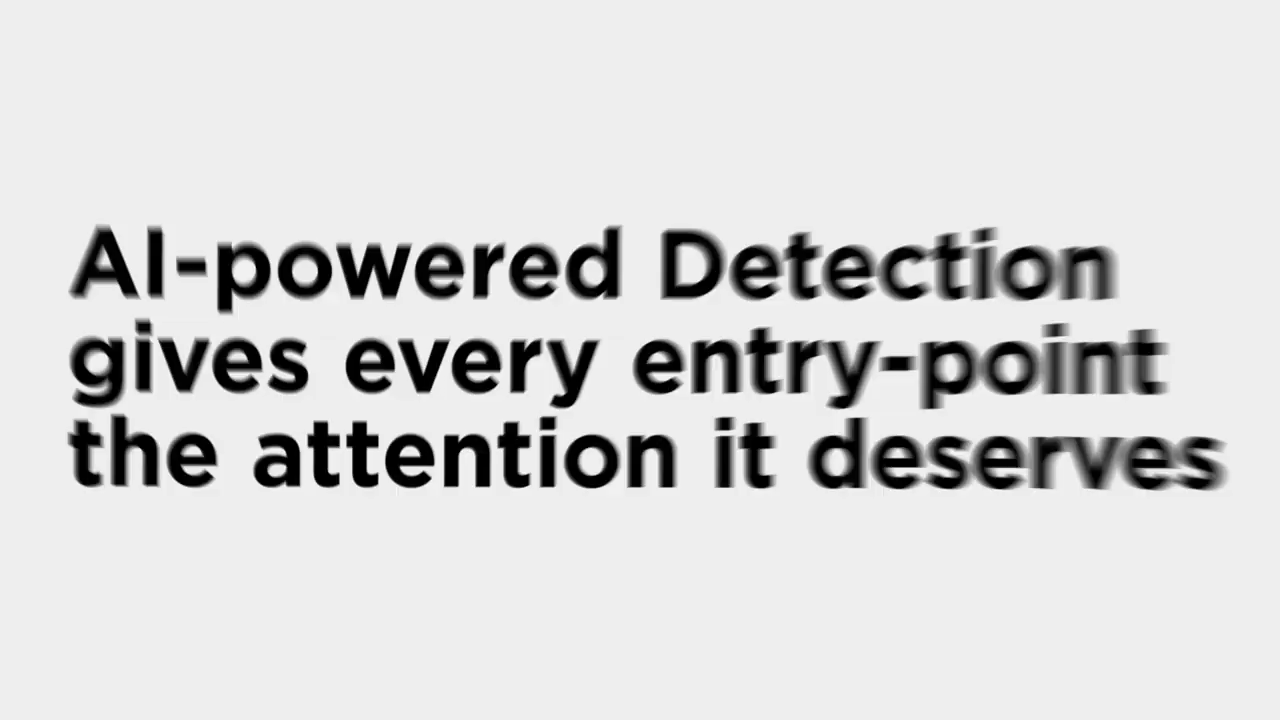 AI-powered Detection
gives every entry-point
the attention it deserves